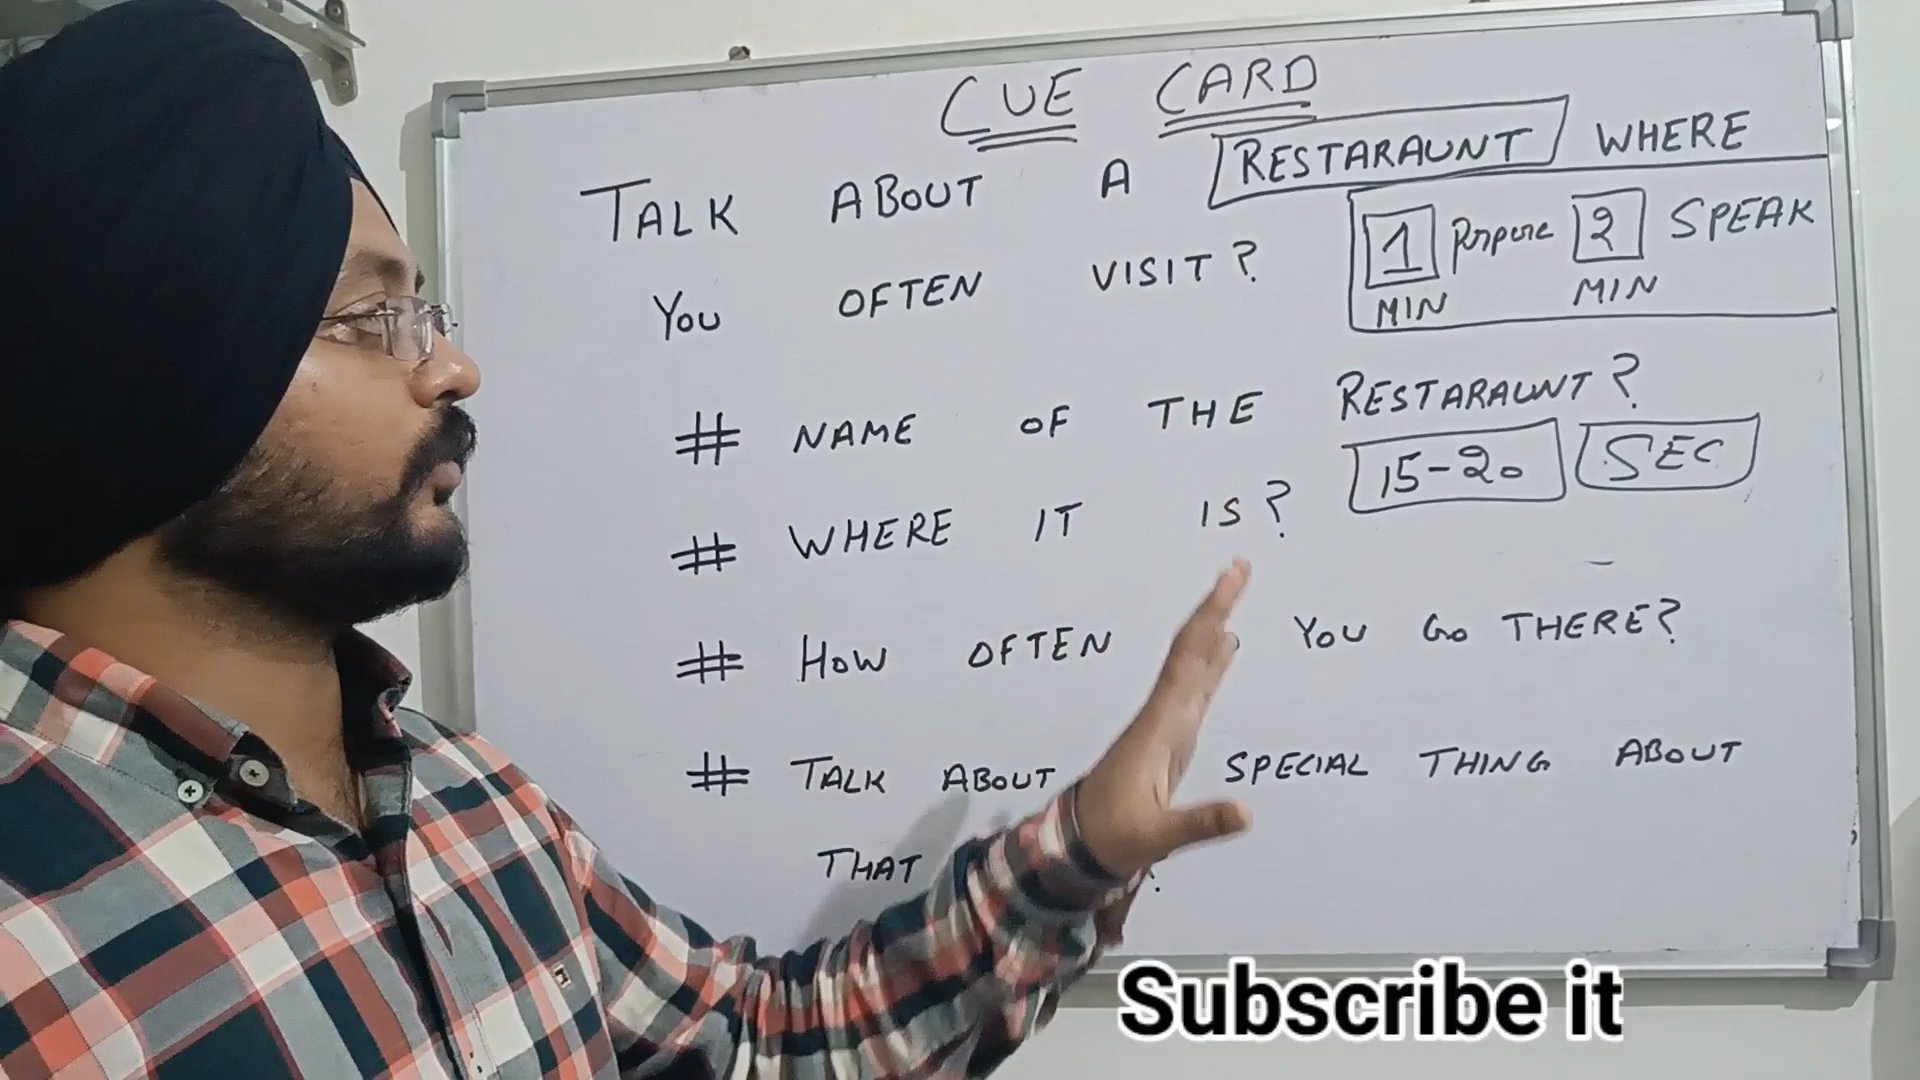 CUE CARD
TALK ABOUT A RESTARAUNT WHERE
YOU OFTEN VISIT?
1 MIN 2 MIN SPEAK
# NAME OF THE RESTARAUNT?
15-20 SEC
# WHERE IT IS?
# HOW OFTEN YOU GO THERE?
# TALK ABOUT SPECIAL THING ABOUT
THAT ?
Subscribe it